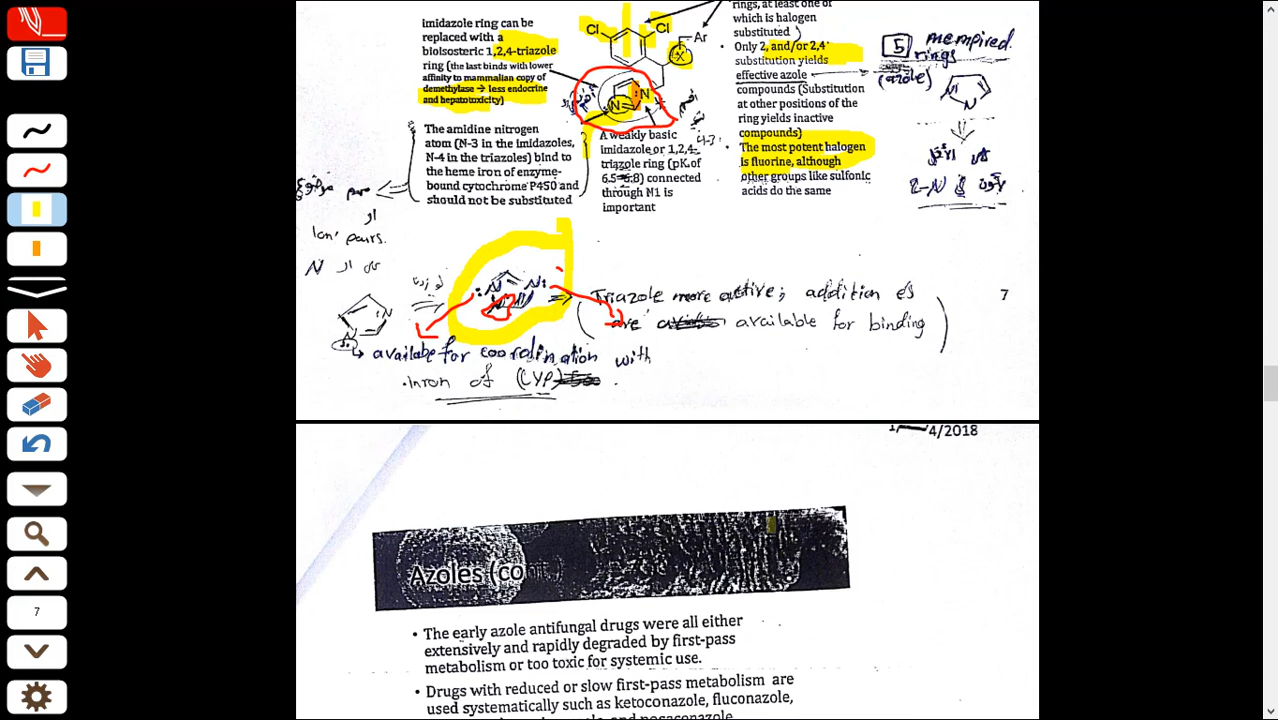 imidazole ring can be
replaced with a
bioisosteric 1,2,4-triazole
ring (the last binds with lower
affinity to mammalian copy of
demethylase → less endocrine
and hepatotoxicity)
The amidine nitrogen
atom (N-3 in the imidazoles,
N-4 in the triazoles) bind to
the heme iron of enzyme-
bound cytochrome P450 and
should not be substituted
Cl
Cl
Ar
X
:N
N
A weakly basic
imidazole or 1,2,4-
triazole ring (pKa of
6.5-6.8) connected
through N1 is
important
rings, at least one of
which is halogen
substituted )
• Only 2, and/or 2,4
substitution yields
effective azole
compounds (Substitution
at other positions of the
ring yields inactive
compounds)
• The most potent halogen
is fluorine, although
other groups like sulfonic
acids do the same
5 mempired
rings
(azole)
N
lon' pairs.
N
N
N
N:
Triazole more active; addition es
are available for binding
available for coordination with
inron of (CYP)
7
4/2018
Azoles (cont
• The early azole antifungal drugs were all either
extensively and rapidly degraded by first-pass
metabolism or too toxic for systemic use.
• Drugs with reduced or slow first-pass metabolism are
used systematically such as ketoconazole, fluconazole,
and posaconazole
7